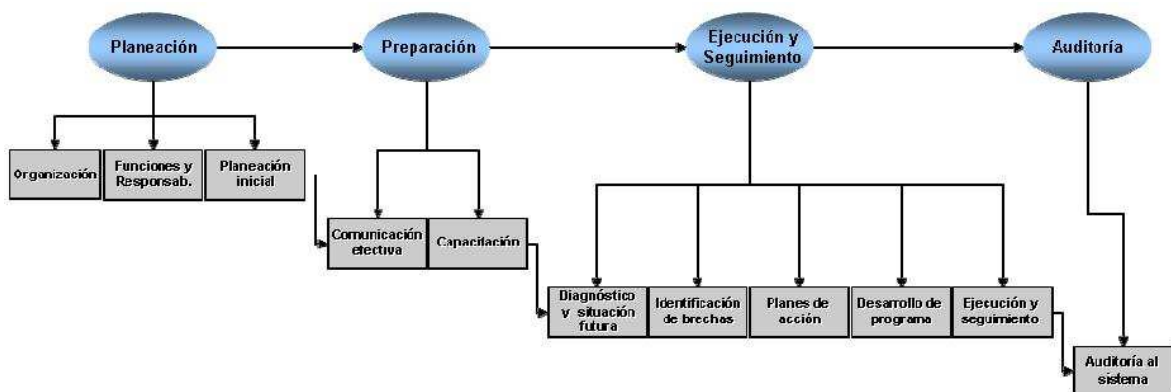 Planeación
Preparación
Ejecución y
Seguimiento
Auditoría
Organización
Funciones y
Responsab.
Planeación
inicial
Comunicación
efectiva
Capacitación
Diagnóstico
y situación
futura
Identificación
de brechas
Planes de
acción
Desarrollo de
programa
Ejecución y
seguimiento
Auditoría al
sistema